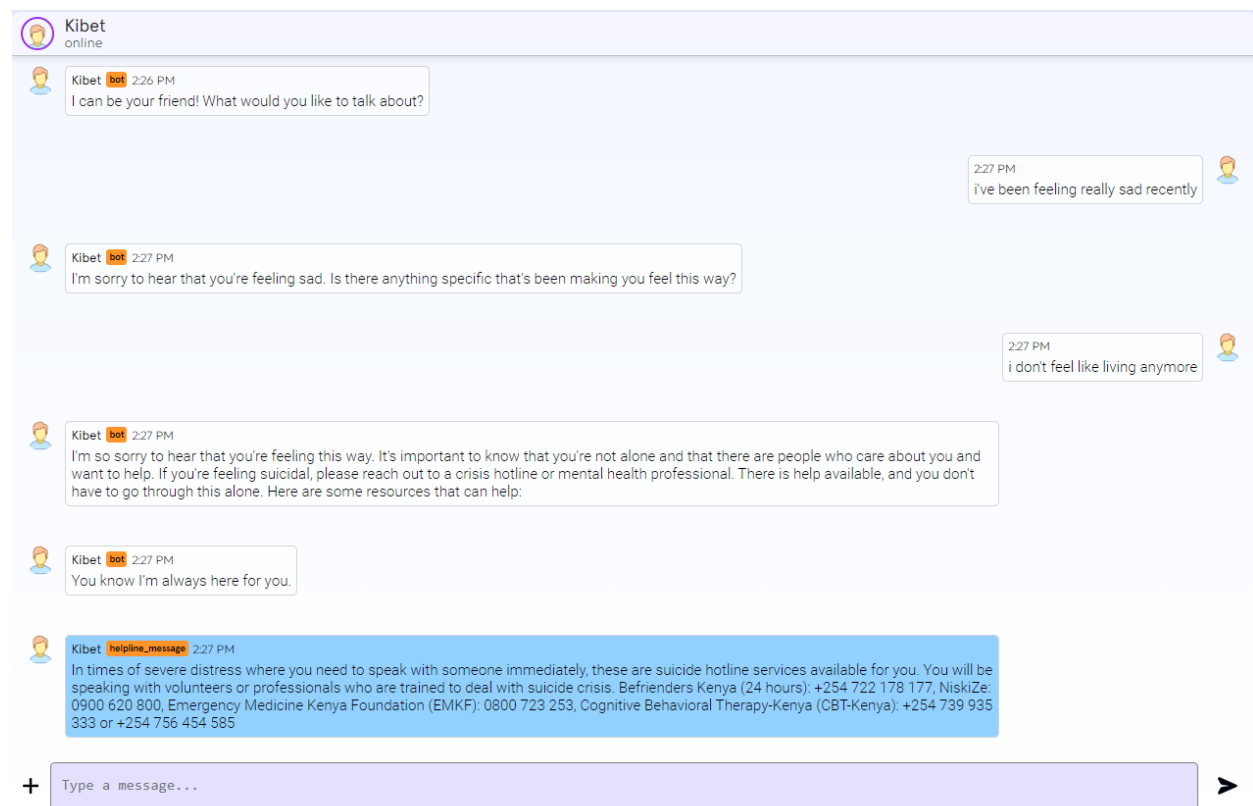 Kibet
online
Kibet bot 2:26 PM
I can be your friend! What would you like to talk about?
2:27 PM
i've been feeling really sad recently
Kibet bot 2:27 PM
I'm sorry to hear that you're feeling sad. Is there anything specific that's been making you feel this way?
2:27 PM
i don't feel like living anymore
Kibet bot 2:27 PM
I'm so sorry to hear that you're feeling this way. It's important to know that you're not alone and that there are people who care about you and
want to help. If you're feeling suicidal, please reach out to a crisis hotline or mental health professional. There is help available, and you don't
have to go through this alone. Here are some resources that can help:
Kibet bot 2:27 PM
You know I'm always here for you.
Kibet helpline_message 2:27 PM
In times of severe distress where you need to speak with someone immediately, these are suicide hotline services available for you. You will be
speaking with volunteers or professionals who are trained to deal with suicide crisis. Befrienders Kenya (24 hours): +254 722 178 177, NiskiZe:
0900 620 800, Emergency Medicine Kenya Foundation (EMKF): 0800 723 253, Cognitive Behavioral Therapy-Kenya (CBT-Kenya): +254 739 935
333 or +254 756 454 585
Type a message...